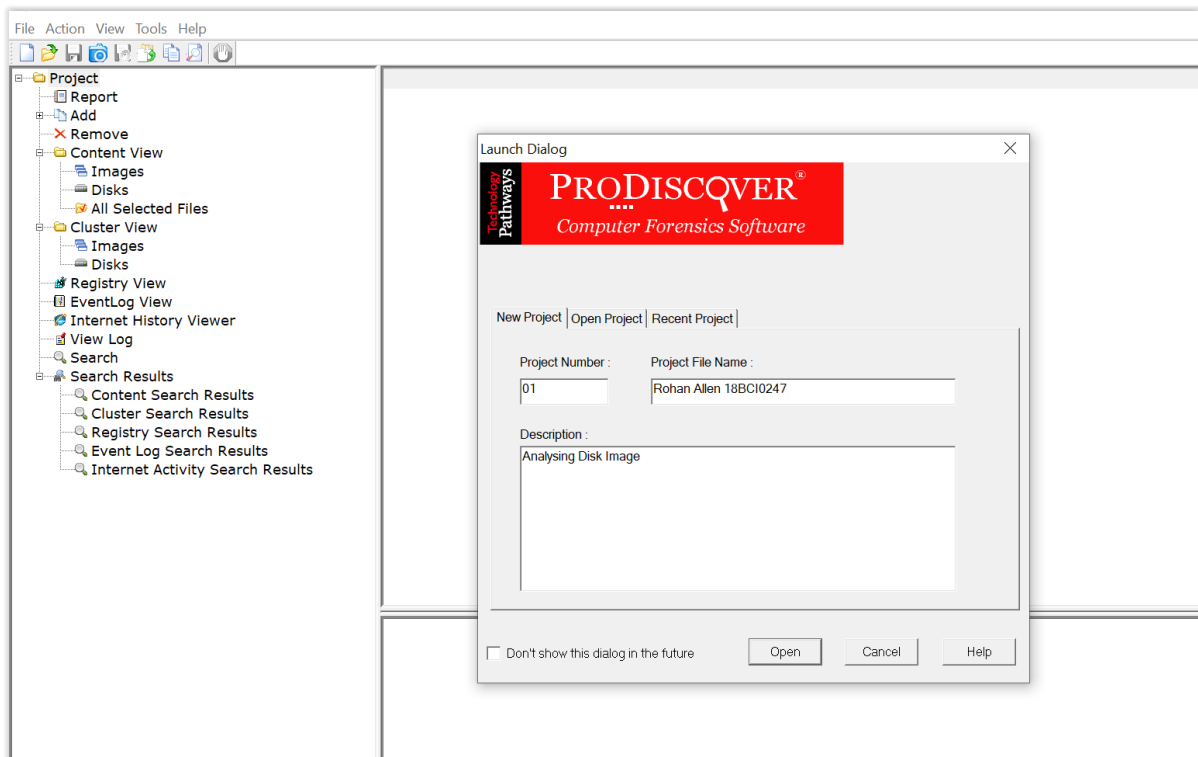 File Action View Tools Help
Project
Report
Add
Remove
Content View
Images
Disks
All Selected Files
Cluster View
Images
Disks
Registry View
EventLog View
Internet History Viewer
View Log
Search
Search Results
Content Search Results
Cluster Search Results
Registry Search Results
Event Log Search Results
Internet Activity Search Results
Launch Dialog
Technology
Pathways
PRODISCOVER®
Computer Forensics Software
New Project Open Project Recent Project
Project Number : Project File Name :
01 Rohan Allen 18BCI0247
Description :
Analysing Disk Image
Don't show this dialog in the future Open Cancel Help